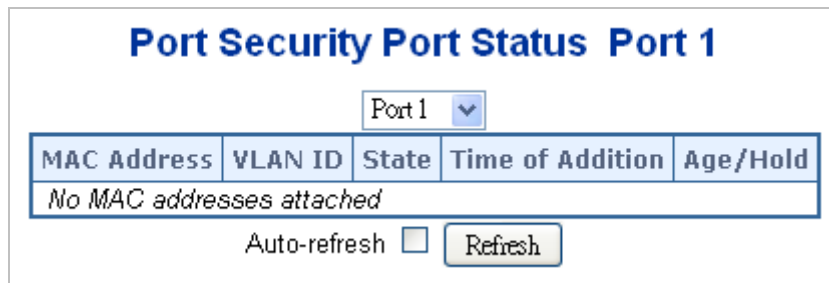 Port Security Port Status Port 1
Port 1
MAC Address VLAN ID State Time of Addition Age/Hold
No MAC addresses attached
Auto-refresh Refresh